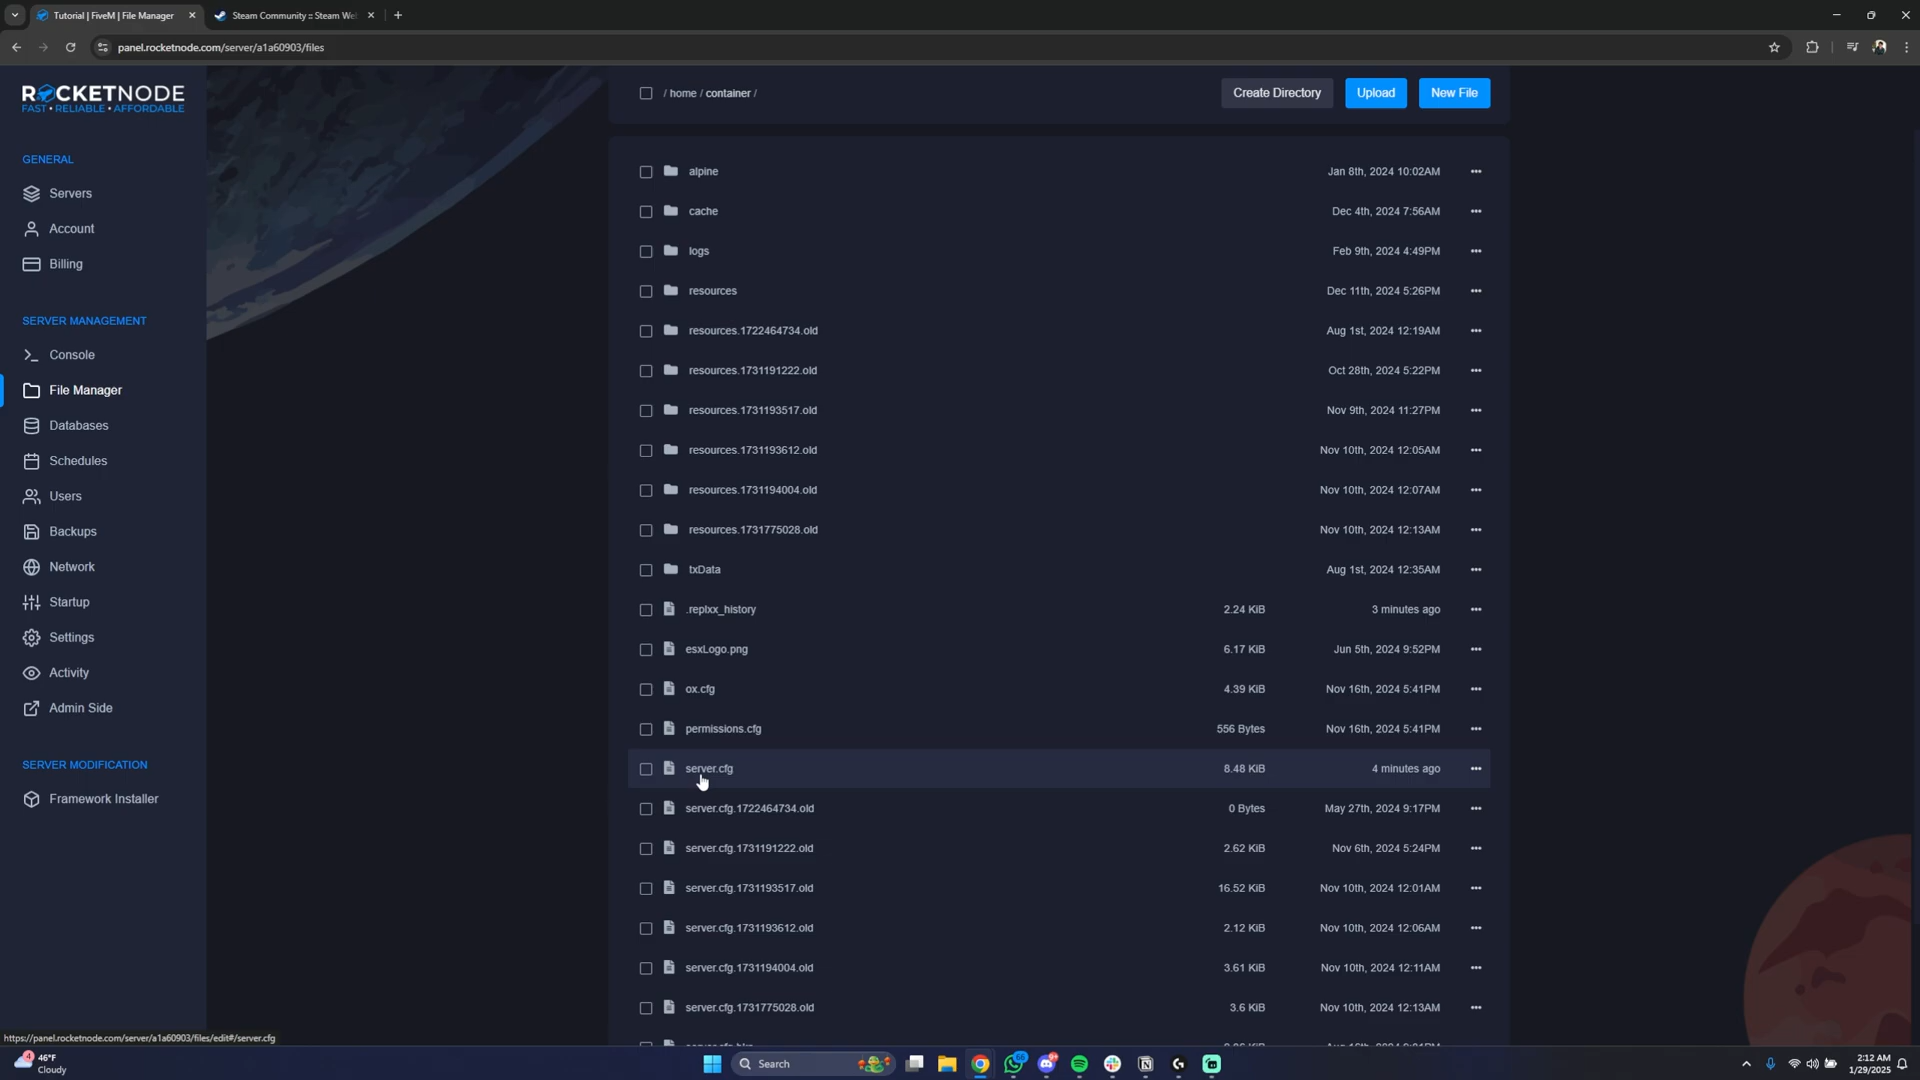 Tutorial | FiveM | File Manager
Steam Community :: Steam We
panel.rocketnode.com/server/a1a60903/files
ROCKETNODE
FAST • RELIABLE • AFFORDABLE
GENERAL
Servers
Account
Billing
SERVER MANAGEMENT
Console
File Manager
Databases
Schedules
Users
Backups
Network
Startup
Settings
Activity
Admin Side
SERVER MODIFICATION
Framework Installer
/ home / container /
Create Directory
Upload
New File
alpine Jan 8th, 2024 10:02AM
cache Dec 4th, 2024 7:56AM
logs Feb 9th, 2024 4:49PM
resources Dec 11th, 2024 5:26PM
resources.1722464734.old Aug 1st, 2024 12:19AM
resources.1731191222.old Oct 28th, 2024 5:22PM
resources.1731193517.old Nov 9th, 2024 11:27PM
resources.1731193612.old Nov 10th, 2024 12:05AM
resources.1731194004.old Nov 10th, 2024 12:07AM
resources.1731775028.old Nov 10th, 2024 12:13AM
txData Aug 1st, 2024 12:35AM
.replxx_history 2.24 KiB 3 minutes ago
esxLogo.png 6.17 KiB Jun 5th, 2024 9:52PM
ox.cfg 4.39 KiB Nov 16th, 2024 5:41PM
permissions.cfg 556 Bytes Nov 16th, 2024 5:41PM
server.cfg 8.48 KiB 4 minutes ago
server.cfg.1722464734.old 0 Bytes May 27th, 2024 9:17PM
server.cfg.1731191222.old 2.62 KiB Nov 6th, 2024 5:24PM
server.cfg.1731193517.old 16.52 KiB Nov 10th, 2024 12:01AM
server.cfg.1731193612.old 2.12 KiB Nov 10th, 2024 12:06AM
server.cfg.1731194004.old 3.61 KiB Nov 10th, 2024 12:11AM
server.cfg.1731775028.old 3.6 KiB Nov 10th, 2024 12:13AM
https://panel.rocketnode.com/server/a1a60903/files/edit#/server.cfg
4
46°F
Cloudy
Search
66
2:12 AM
1/29/2025